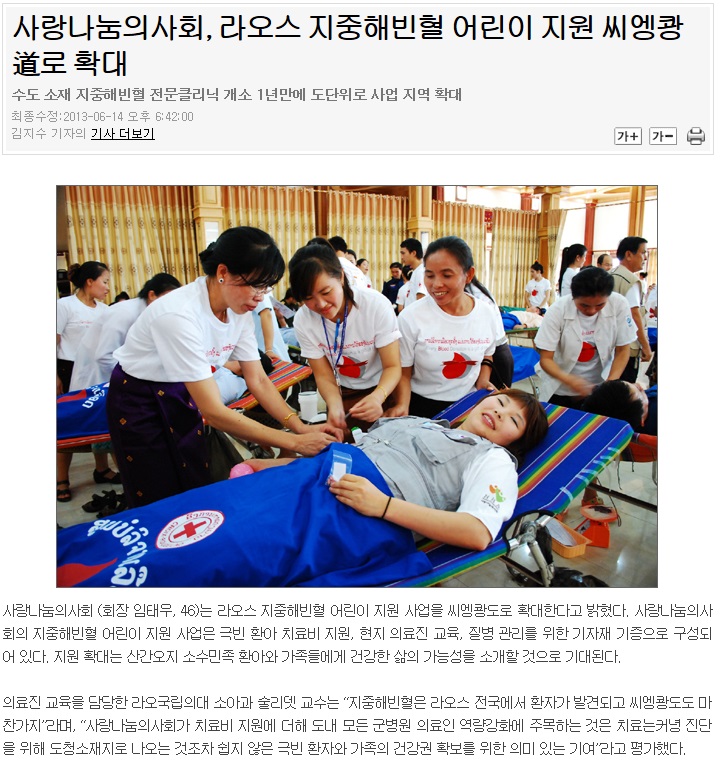 사랑나눔의사회, 라오스 지중해빈혈 어린이 지원 씨엥쾅
道로 확대
수도 소재 지중해빈혈 전문클리닉 개소 1년만에 도단위로 사업 지역 확대
최종수정:2013-06-14 오후 6:42:00
김지수 기자의 기사 더보기
가+ 가-
사랑나눔의사회 (회장 임태우, 46)는 라오스 지중해빈혈 어린이 지원 사업을 씨엥쾅도로 확대한다고 밝혔다. 사랑나눔의사
회의 지중해빈혈 어린이 지원 사업은 극빈 환아 치료비 지원, 현지 의료진 교육, 질병 관리를 위한 기자재 기증으로 구성되
어 있다. 지원 확대는 산간오지 소수민족 환아와 가족들에게 건강한 삶의 가능성을 소개할 것으로 기대된다.
의료진 교육을 담당한 라오국립의대 소아과 술리뎃 교수는 “지중해빈혈은 라오스 전국에서 환자가 발견되고 씨엥쾅도도 마
찬가지”라며, “사랑나눔의사회가 치료비 지원에 더해 도내 모든 군병원 의료인 역량강화에 주목하는 것은 치료는커녕 진단
을 위해 도청소재지로 나오는 것조차 쉽지 않은 극빈 환자와 가족의 건강권 확보를 위한 의미 있는 기여”라고 평가했다.